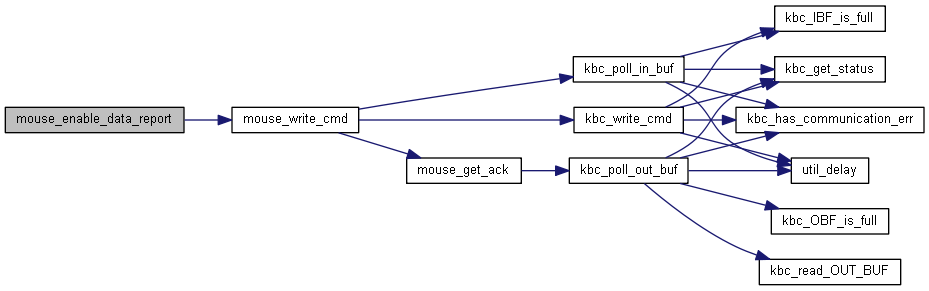 mouse_enable_data_report
mouse_write_cmd
kbc_poll_in_buf
kbc_write_cmd
mouse_get_ack
kbc_poll_out_buf
kbc_IBF_is_full
kbc_get_status
kbc_has_communication_err
util_delay
kbc_OBF_is_full
kbc_read_OUT_BUF